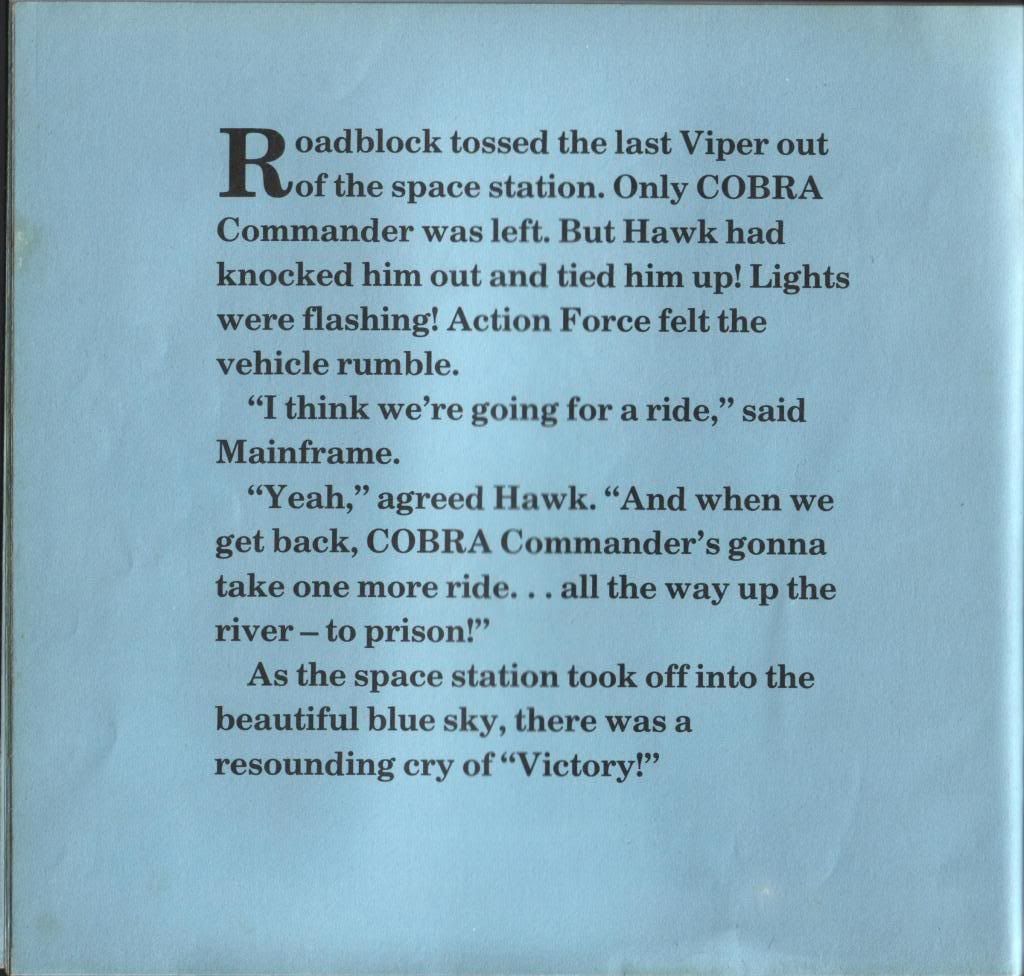 Roadblock tossed the last Viper out
of the space station. Only COBRA
Commander was left. But Hawk had
knocked him out and tied him up! Lights
were flashing! Action Force felt the
vehicle rumble.
“I think we’re going for a ride,” said
Mainframe.
“Yeah,” agreed Hawk. “And when we
get back, COBRA Commander’s gonna
take one more ride. . . all the way up the
river – to prison!”
As the space station took off into the
beautiful blue sky, there was a
resounding cry of “Victory!”